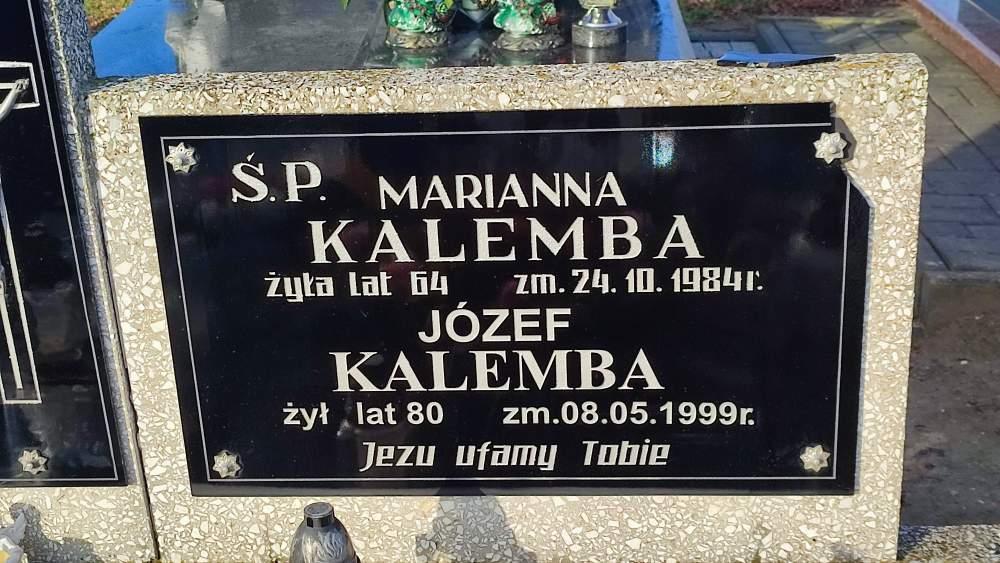 Ś.P. MARIANNA
KALEMBA
żyła lat 64 zm. 24. 10. 1984r.
JÓZEF
KALEMBA
żył lat 80 zm.08.05.1999r.
Jezu ufamy Tobie